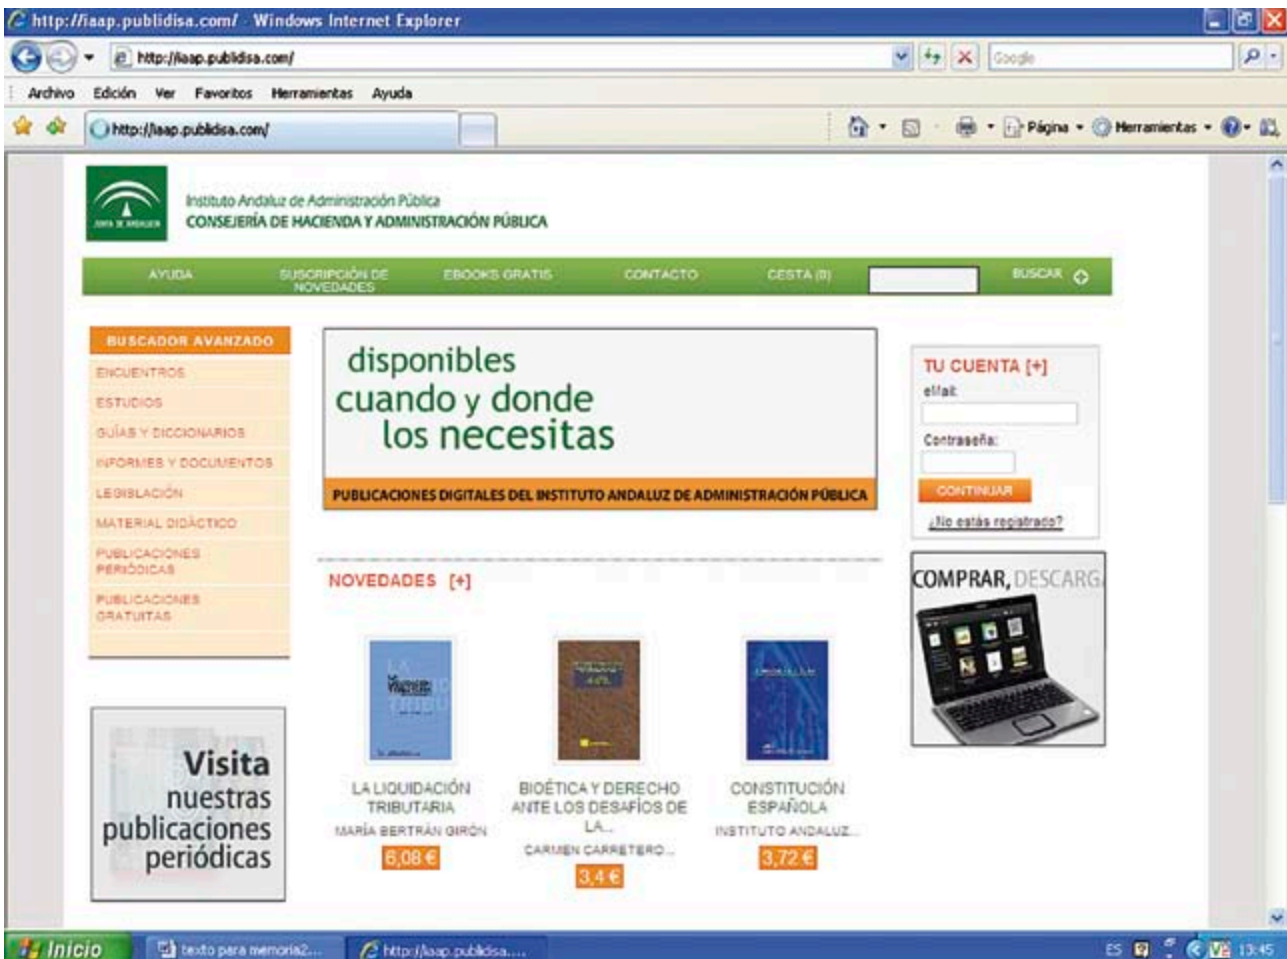 http://iaap.publidisa.com/ - Windows Internet Explorer
http://iaap.publidisa.com/
Google
Archivo Edición Ver Favoritos Herramientas Ayuda
http://iaap.publidisa.com/
Página Herramientas
JUNTA DE ANDALUCIA
Instituto Andaluz de Administración Pública
CONSEJERÍA DE HACIENDA Y ADMINISTRACIÓN PÚBLICA
AYUDA
SUSCRIPCIÓN DE
NOVEDADES
EBOOKS GRATIS
CONTACTO
CESTA (0)
BUSCAR
BUSCADOR AVANZADO
ENCUENTROS
ESTUDIOS
GUÍAS Y DICCIONARIOS
INFORMES Y DOCUMENTOS
LEGISLACIÓN
MATERIAL DIDÁCTICO
PUBLICACIONES
PERIÓDICAS
PUBLICACIONES
GRATUITAS
Visita
nuestras
publicaciones
periódicas
disponibles
cuando y donde
los necesitas
PUBLICACIONES DIGITALES DEL INSTITUTO ANDALUZ DE ADMINISTRACIÓN PÚBLICA
NOVEDADES [+]
LA LIQUIDACIÓN
TRIBUTARIA
MARÍA BERTRÁN GIRÓN
6,08 €
BIOÉTICA Y DERECHO
ANTE LOS DESAFÍOS DE
LA...
CARMEN CARRETERO...
3,4 €
CONSTITUCIÓN
ESPAÑOLA
INSTITUTO ANDALUZ...
3,72 €
TU CUENTA [+]
eMail:
Contraseña:
CONTINUAR
¿No estás registrado?
COMPRAR, DESCARGA
Inicio
texto para memoria2...
http://iaap.publidisa....
ES
13:45